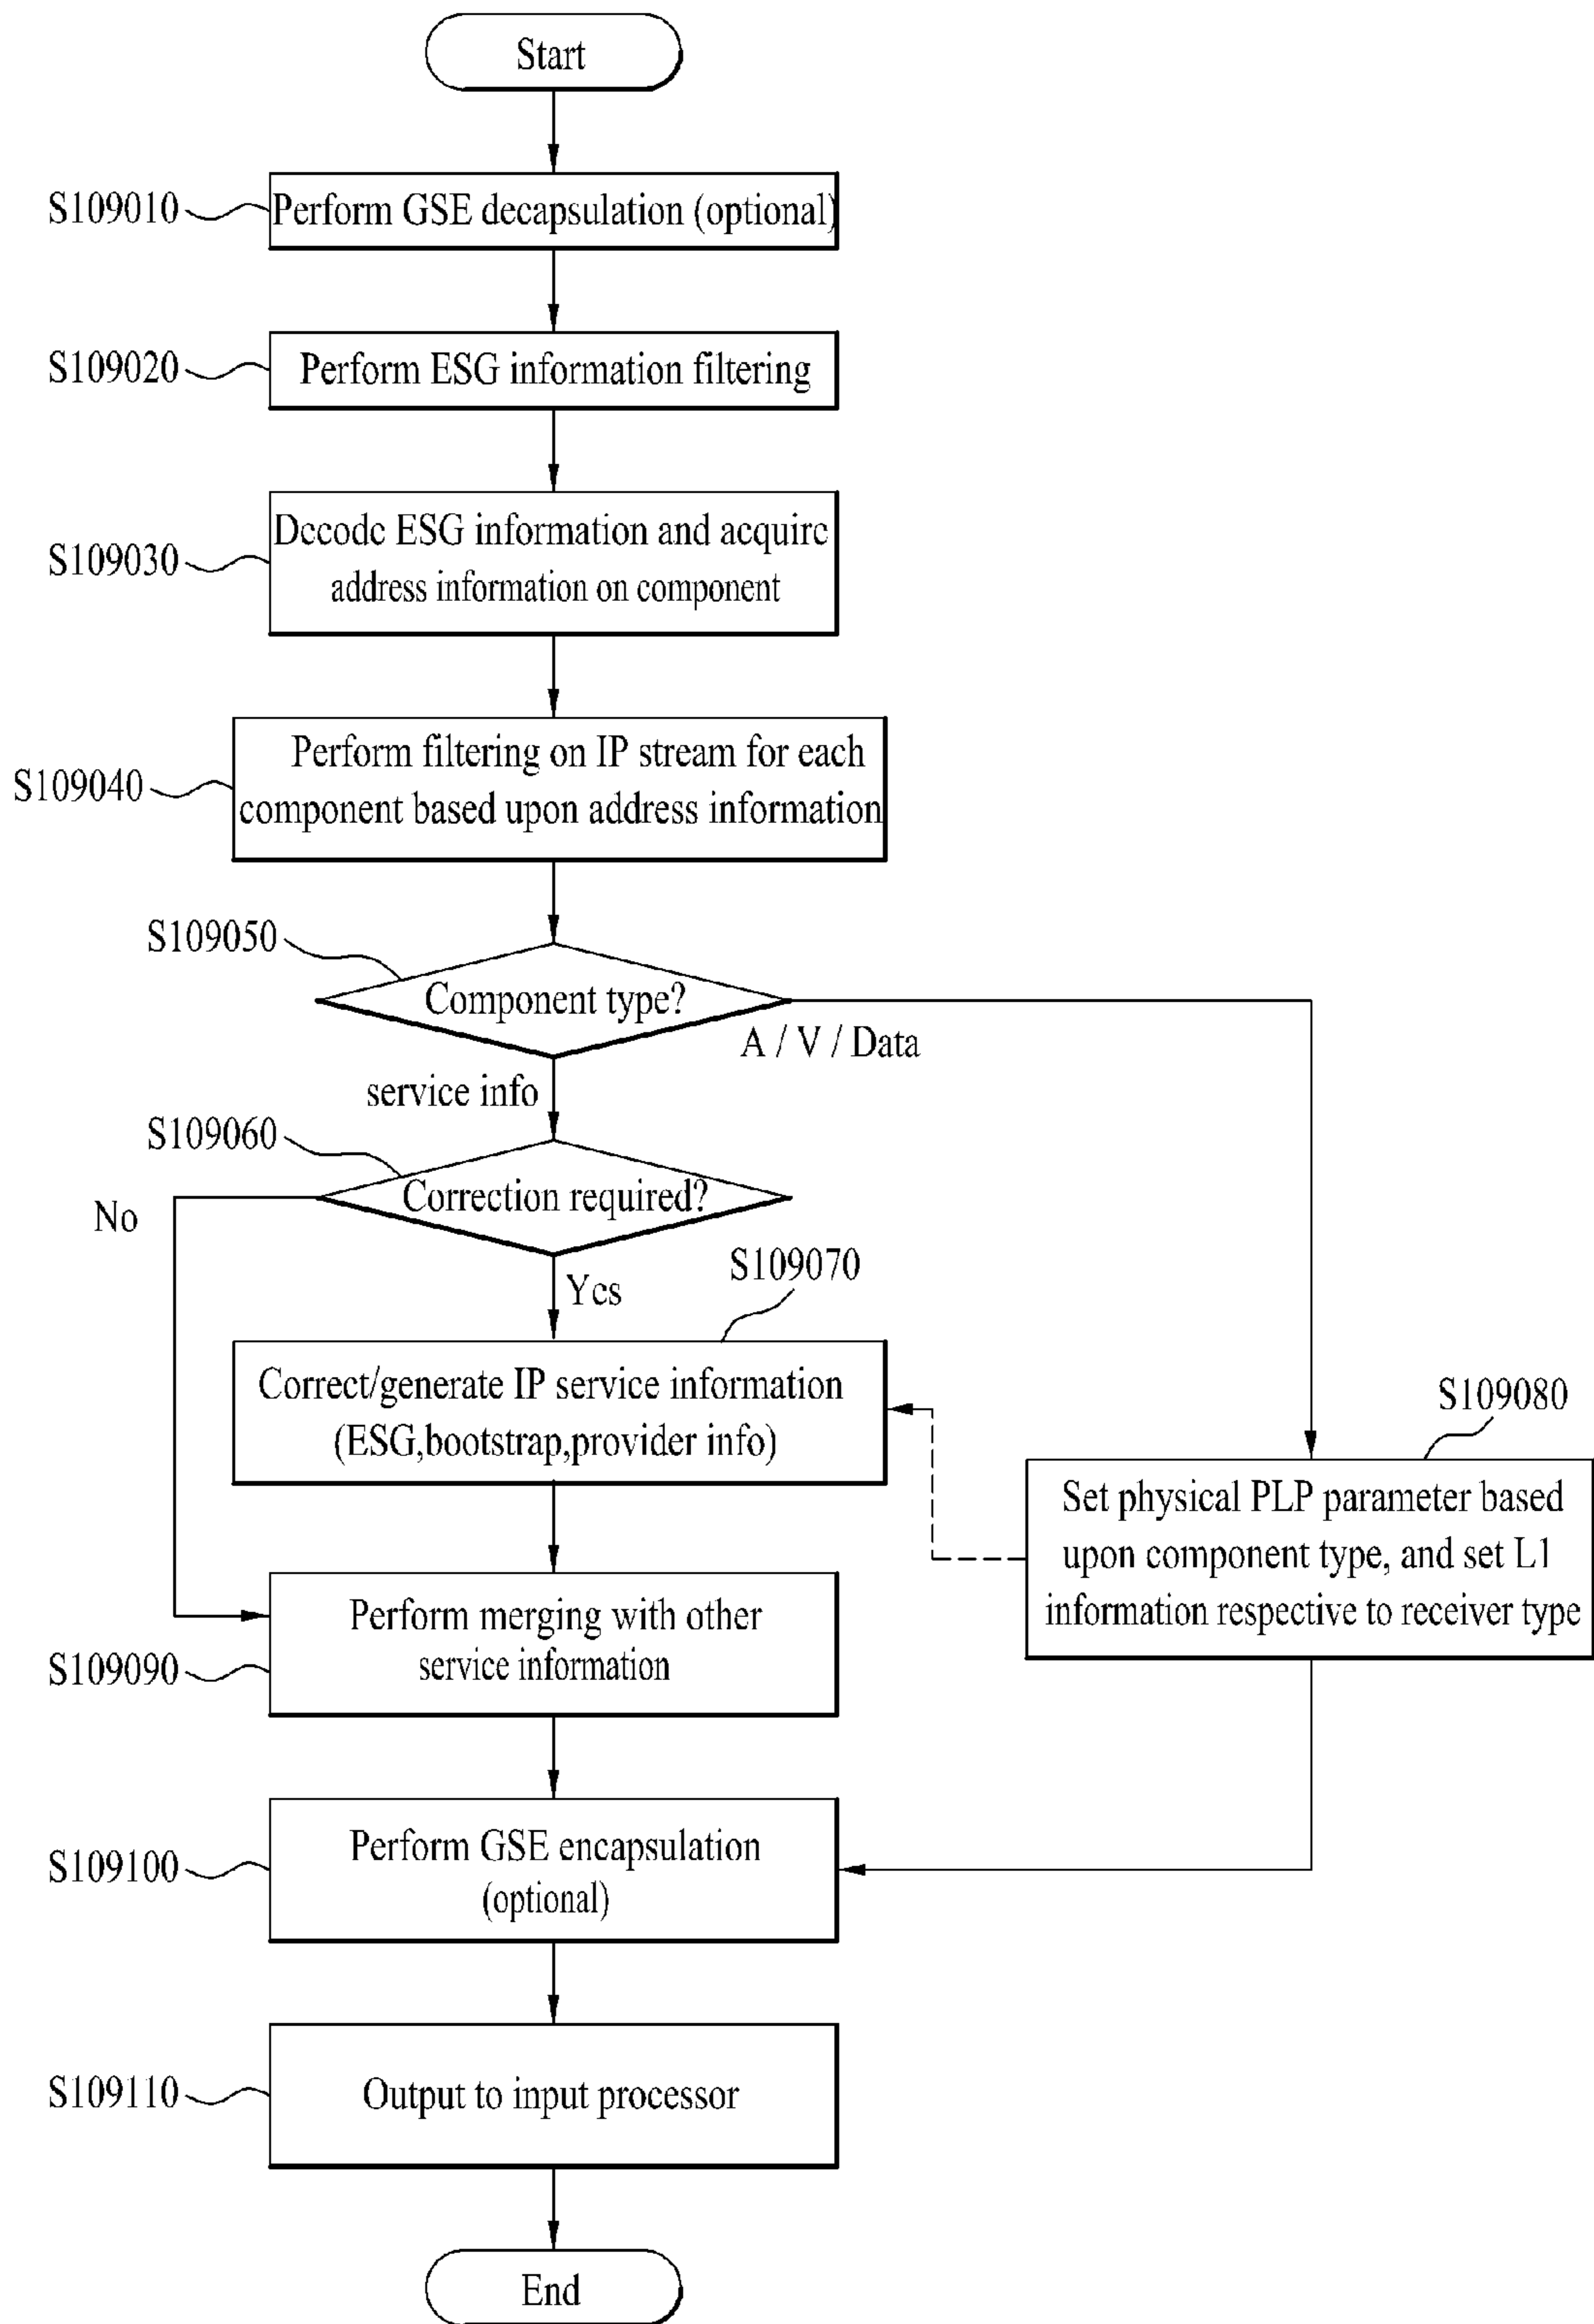 Start
S109010
Perform GSE decapsulation (optional)
S109020
Perform ESG information filtering
S109030
Decode ESG information and acquire
address information on component
S109040
Perform filtering on IP stream for each
component based upon address information
S109050
Component type?
A / V / Data
service info
S109060
Correction required?
No
Yes
S109070
Correct/generate IP service information
(ESG,bootstrap,provider info)
S109080
Set physical PLP parameter based
upon component type, and set L1
information respective to receiver type
S109090
Perform merging with other
service information
S109100
Perform GSE encapsulation
(optional)
S109110
Output to input processor
End